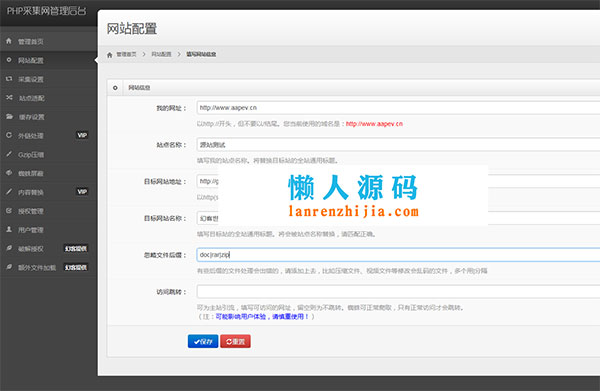 PHP采集网管理后台
管理首页
网站配置
采集设置
站点适配
缓存设置
外链处理 VIP
Gzip压缩
蜘蛛屏蔽
内容替换 VIP
授权管理
用户管理
破解授权 幻客提供
额外文件加载 幻客提供
网站配置
管理首页 > 网站配置 > 填写网站信息
网站信息
我的网址： http://www.aapev.cn
以http://开头，但不要以/结尾。您当前使用的域名是：http://www.aapev.cn
站点名称： 源站测试
填写我的站点名称。将替换目标站的全站通用标题。
目标网站地址： http://
以http
目标网站名称： 幻客世
填写目标站的全站通用标题。将会被站点名称替换，请匹配正确。
懒人源码
lanrenzhijia.com
忽略文件后缀： doc|rar|zip
有些后缀的文件处理会出错的，请添加上去，比如压缩文件、视频文件等修改会乱码的文件，多个用|分隔
访问跳转：
可为主站引流，填写可访问的网址，留空则为不跳转。蜘蛛可正常爬取，只有正常访问才会跳转。
（注：可能影响用户体验，请慎重使用！）
保存 重置